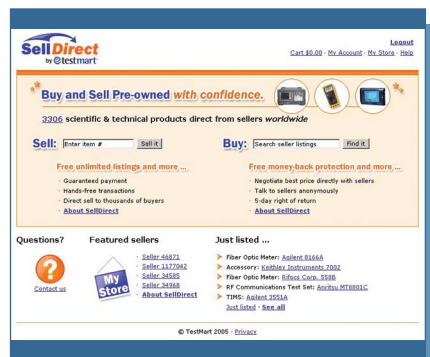 SellDirect
by @testmart
Logout
Cart $0.00 - My Account - My Store - Help
Buy and Sell Pre-owned with confidence.
3306 scientific & technical products direct from sellers worldwide
Sell: Enter item # Sell it
Buy: Search seller listings Find it
Free unlimited listings and more ...
· Guaranteed payment
· Hands-free transactions
· Direct sell to thousands of buyers
· About SellDirect
Free money-back protection and more ...
· Negotiate best price directly with sellers
· Talk to sellers anonymously
· 5-day right of return
· About SellDirect
Questions?
?
Contact us
Featured sellers
My
Store
· Seller 46871
· Seller 1177042
· Seller 34585
· Seller 34968
· About SellDirect
Just listed ...
Fiber Optic Meter: Agilent 8166A
Accessory: Keithley Instruments 7002
Fiber Optic Meter: Rifocs Corp. 558B
RF Communications Test Set: Anritsu MT8801C
TIMS: Agilent 3551A
Just listed - See all
© TestMart 2005 - Privacy